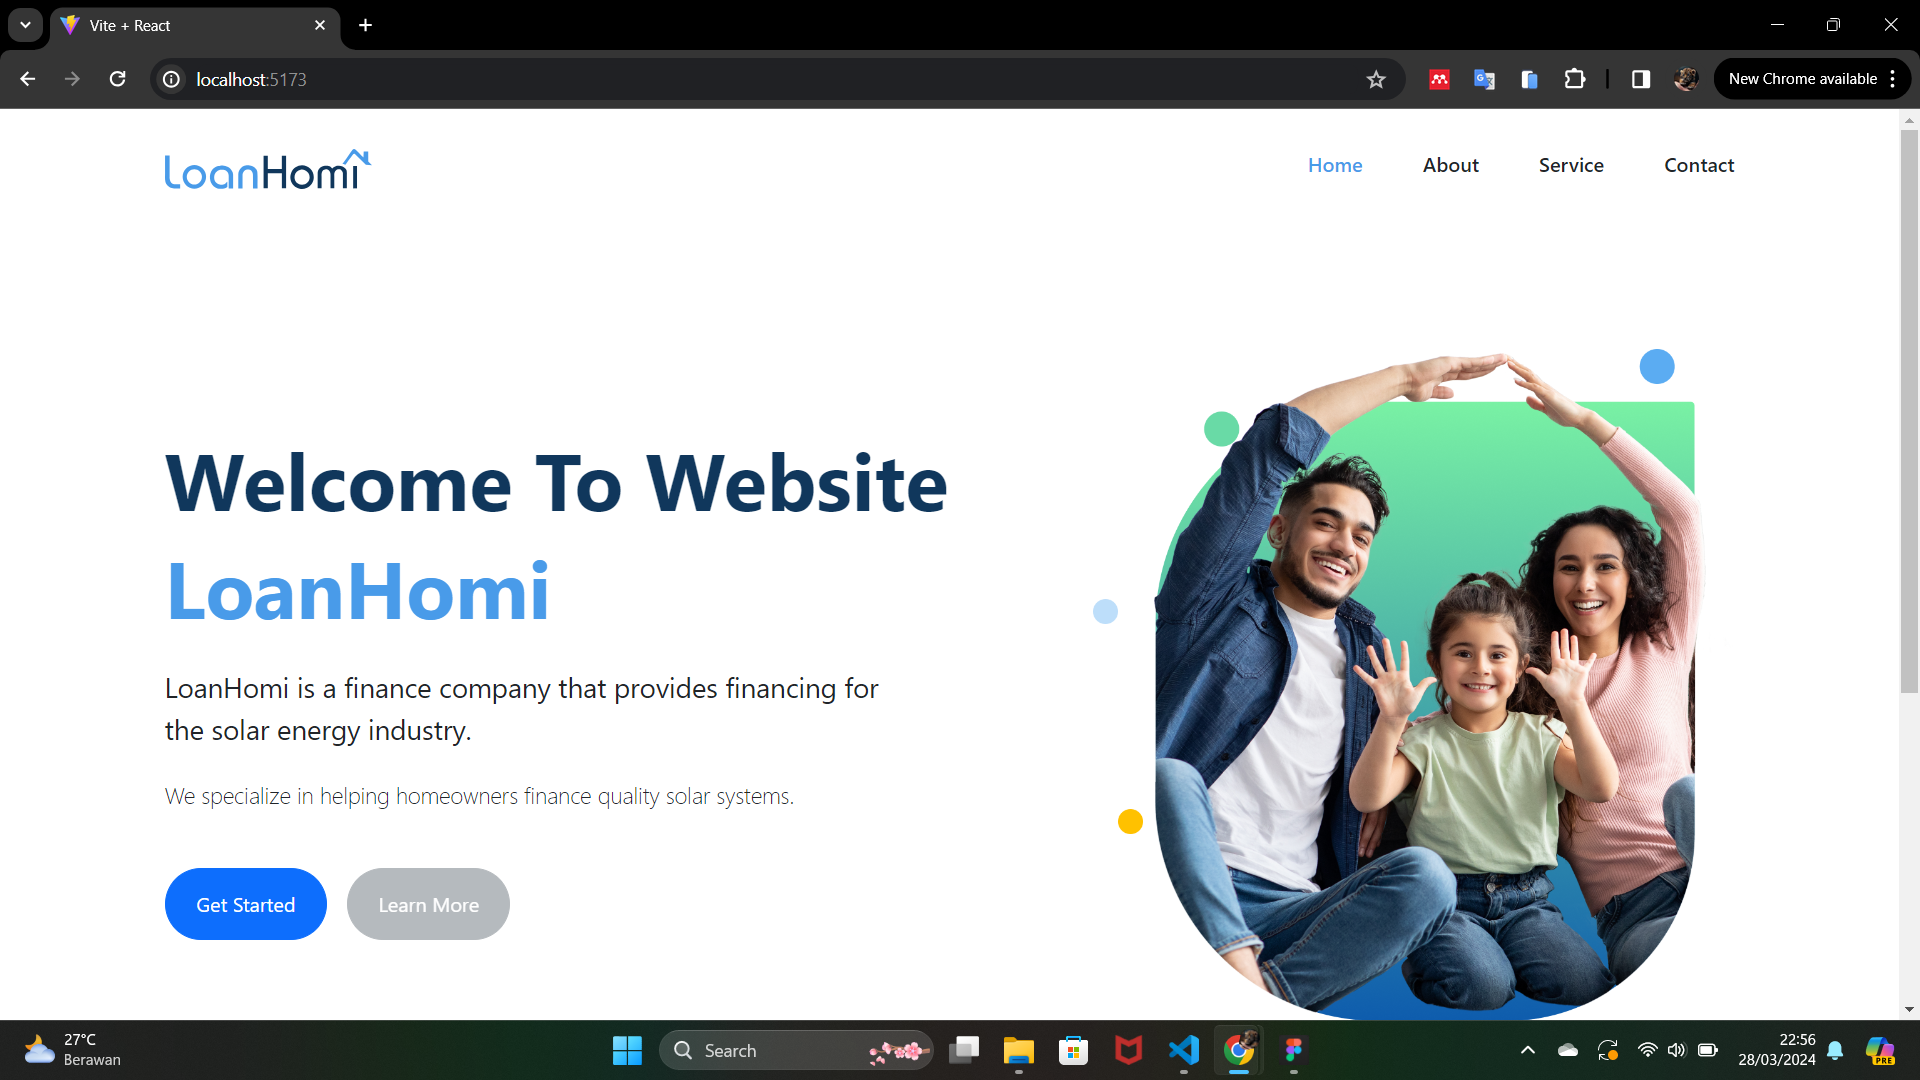 Vite + React
localhost:5173
New Chrome available
LoanHomi
Home
About
Service
Contact
Welcome To Website
LoanHomi
LoanHomi is a finance company that provides financing for
the solar energy industry.
We specialize in helping homeowners finance quality solar systems.
Get Started
Learn More
27°C
Berawan
Search
22:56
28/03/2024
PRE